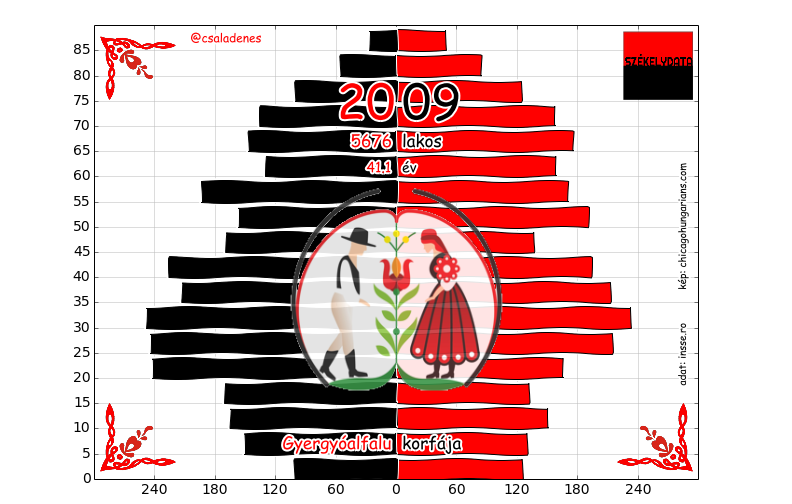 @csaladenes
SZÉKELYDATA
2009
5676 lakos
41.1 év
kép: chicagohungarians.com
adat: insse.ro
Gyergyóalfalu korfája
85
80
75
70
65
60
55
50
45
40
35
30
25
20
15
10
5
0
240 180 120 60 0 60 120 180 240